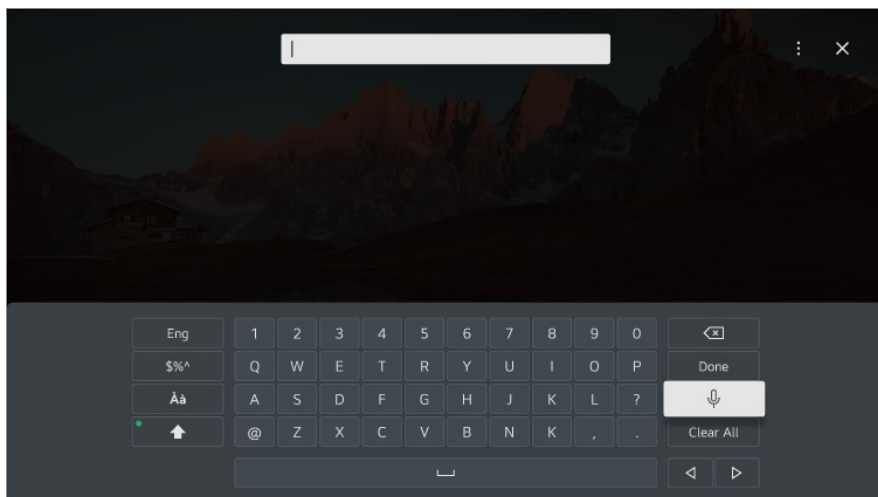 Eng 1 2 3 4 5 6 7 8 9 0
$%^ Q W E T R Y U I O P Done
Àà A S D F G H J K L ?
@ Z X C V B N K , . Clear All